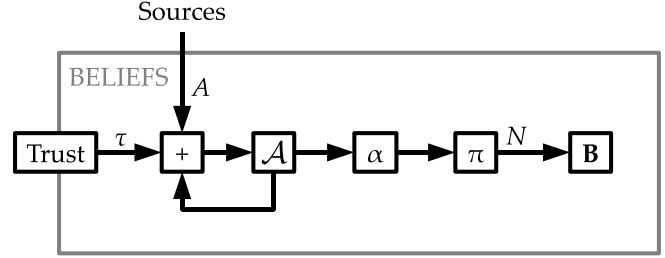 Sources
BELIEFS
A
Trust
τ
+
𝒜
α
π
N
B